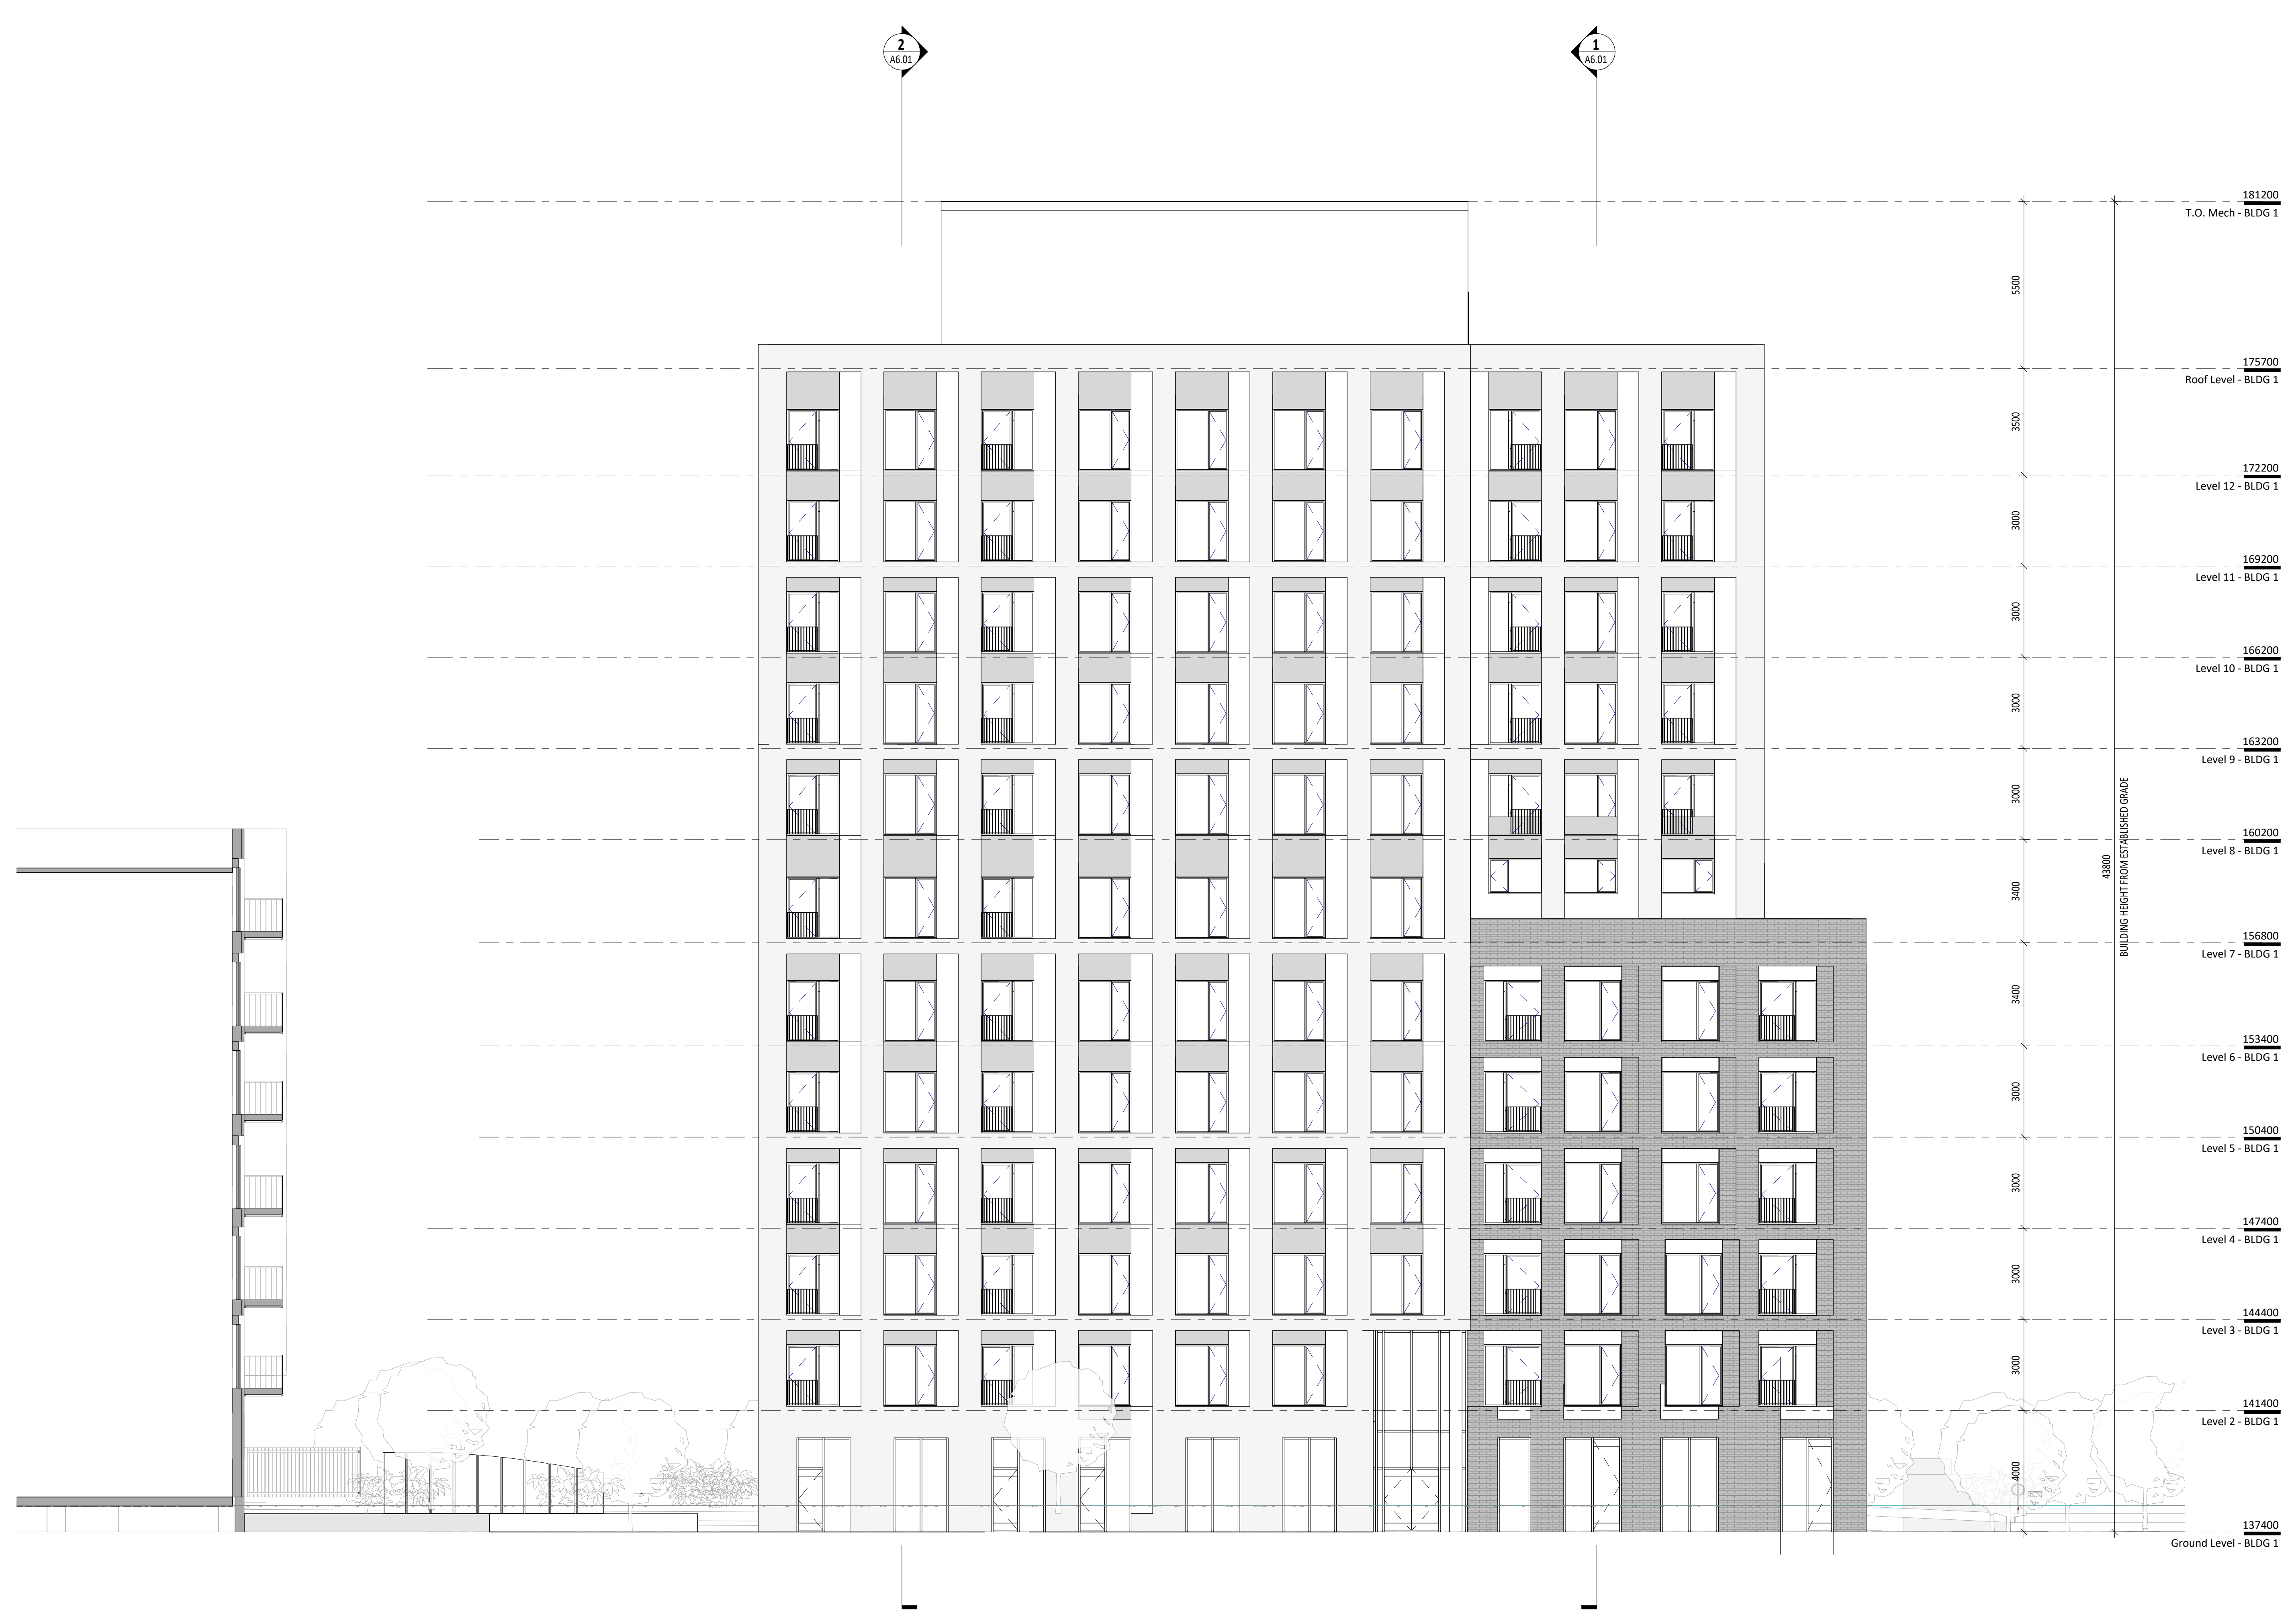 2
A6.01
1
A6.01
181200
T.O. Mech - BLDG 1
5500
175700
Roof Level - BLDG 1
3500
172200
Level 12 - BLDG 1
3000
169200
Level 11 - BLDG 1
3000
166200
Level 10 - BLDG 1
3000
163200
Level 9 - BLDG 1
3000
160200
Level 8 - BLDG 1
3400
156800
Level 7 - BLDG 1
3400
153400
Level 6 - BLDG 1
3000
150400
Level 5 - BLDG 1
3000
147400
Level 4 - BLDG 1
3000
144400
Level 3 - BLDG 1
3000
141400
Level 2 - BLDG 1
4000
137400
Ground Level - BLDG 1
43800
BUILDING HEIGHT FROM ESTABLISHED GRADE